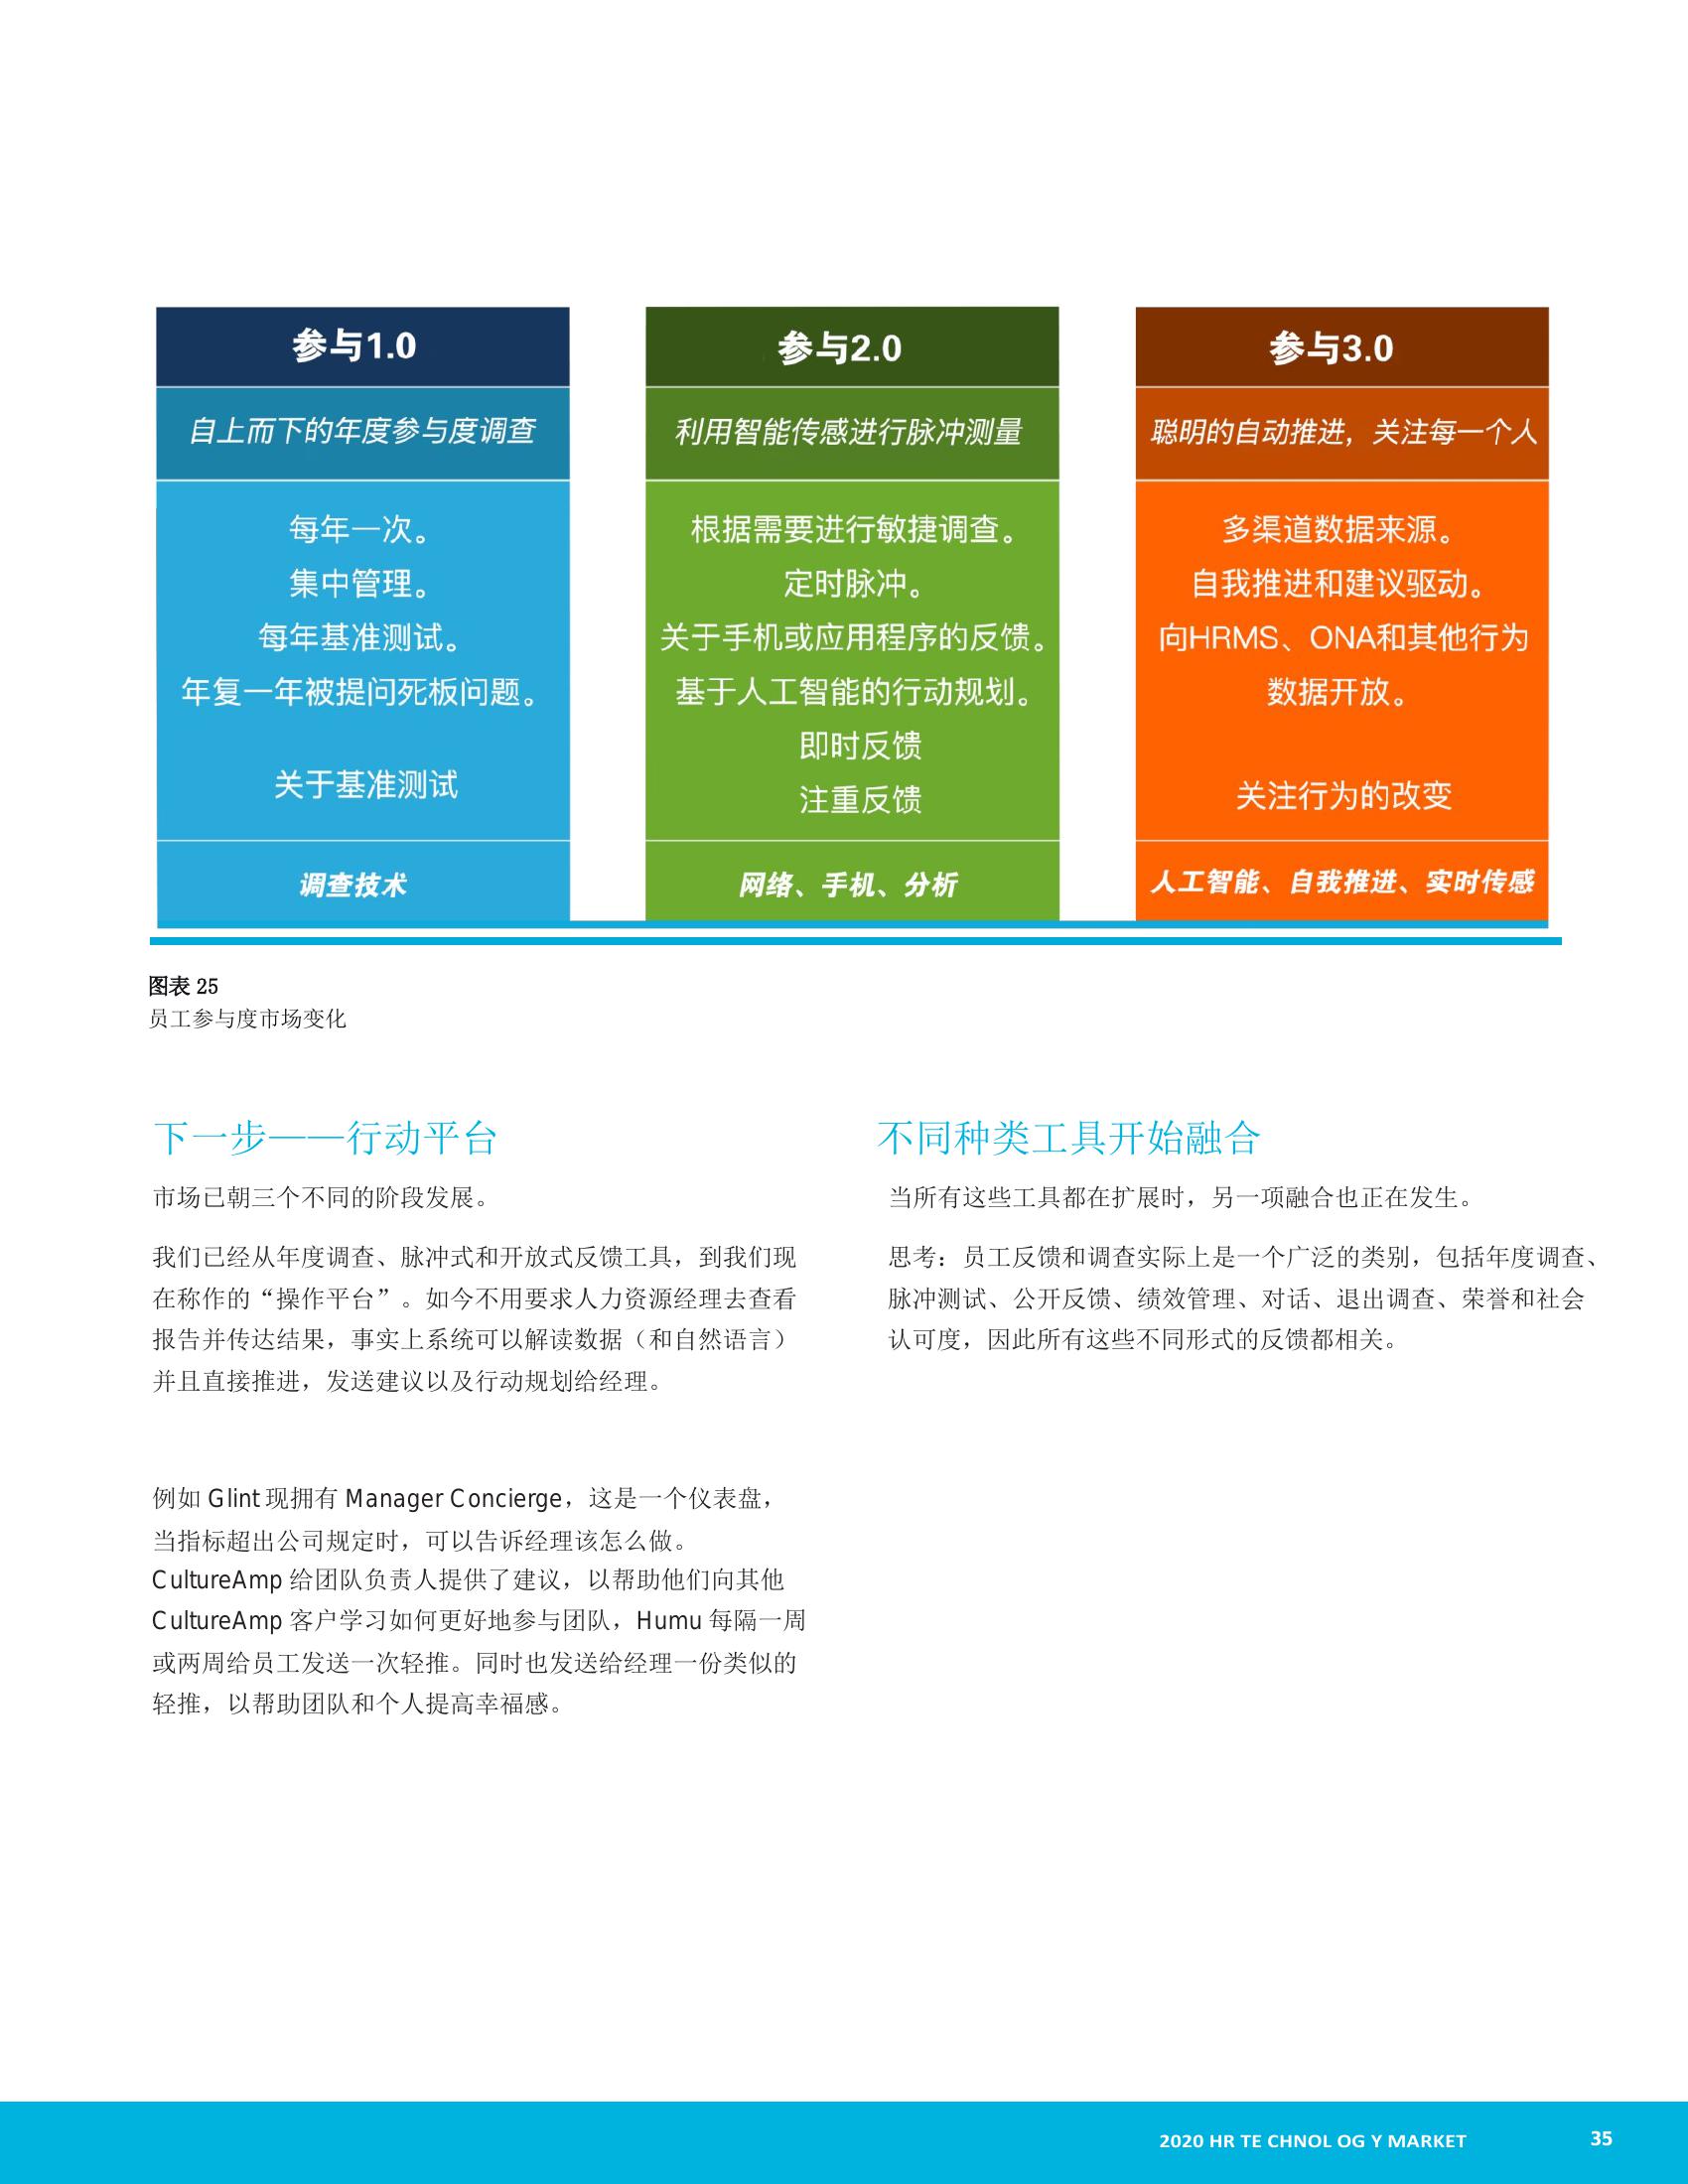 参与1.0
自上而下的年度参与度调查
每年一次。
集中管理。
每年基准测试。
年复一年被提问死板问题。
关于基准测试
调查技术
参与2.0
利用智能传感进行脉冲测量
根据需要进行敏捷调查。
定时脉冲。
关于手机或应用程序的反馈。
基于人工智能的行动规划。
即时反馈
注重反馈
网络、手机、分析
参与3.0
聪明的自动推进，关注每一个人
多渠道数据来源。
自我推进和建议驱动。
向HRMS、ONA和其他行为
数据开放。
关注行为的改变
人工智能、自我推进、实时传感
图表 25
员工参与度市场变化
下一步——行动平台
市场已朝三个不同的阶段发展。
我们已经从年度调查、脉冲式和开放式反馈工具，到我们现
在称作的“操作平台”。如今不用要求人力资源经理去查看
报告并传达结果，事实上系统可以解读数据（和自然语言）
并且直接推进，发送建议以及行动规划给经理。
例如 Glint 现拥有 Manager Concierge，这是一个仪表盘，
当指标超出公司规定时，可以告诉经理该怎么做。
CultureAmp 给团队负责人提供了建议，以帮助他们向其他
CultureAmp 客户学习如何更好地参与团队，Humu 每隔一周
或两周给员工发送一次轻推。同时也发送给经理一份类似的
轻推，以帮助团队和个人提高幸福感。
不同种类工具开始融合
当所有这些工具都在扩展时，另一项融合也正在发生。
思考：员工反馈和调查实际上是一个广泛的类别，包括年度调查、
脉冲测试、公开反馈、绩效管理、对话、退出调查、荣誉和社会
认可度，因此所有这些不同形式的反馈都相关。
2020 HR TE CHNOL OG Y MARKET
35